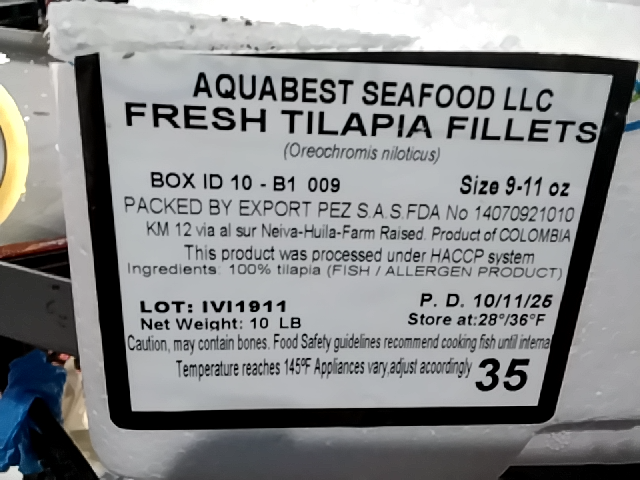 AQUABEST SEAFOOD LLC
FRESH TILAPIA FILLETS
(Oreochromis niloticus)
BOX ID 10 - B1 009 Size 9-11 oz
PACKED BY EXPORT PEZ S.A.S.FDA No 14070921010
KM 12 via al sur Neiva-Huila-Farm Raised. Product of COLOMBIA
This product was processed under HACCP system
Ingredients: 100% tilapia (FISH / ALLERGEN PRODUCT)
LOT: IVI1911 P. D. 10/11/25
Net Weight: 10 LB Store at:28°/36°F
Caution, may contain bones. Food Safety guidelines recommend cooking fish until interna
Temperature reaches 145°F Appliances vary,adjust acoordingly 35